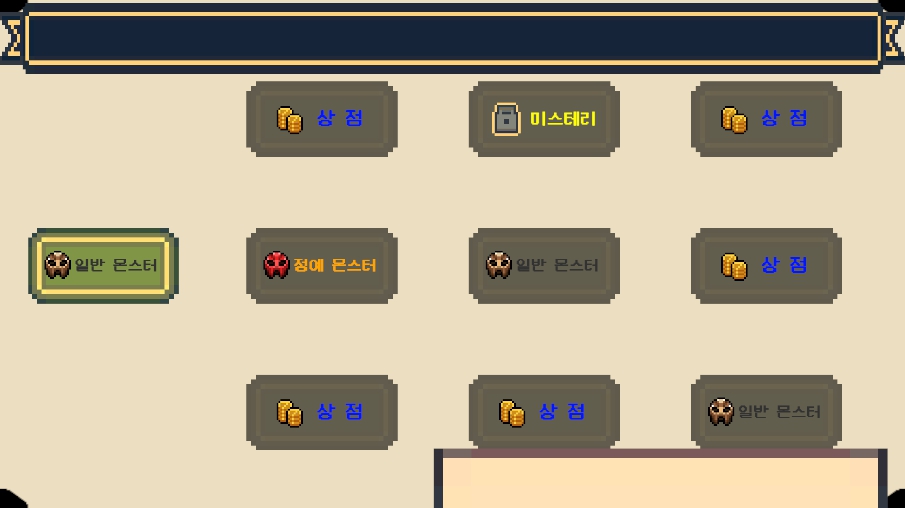 상 점
미스테리
상 점
일반 몬스터
정예 몬스터
일반 몬스터
상 점
상 점
상 점
일반 몬스터